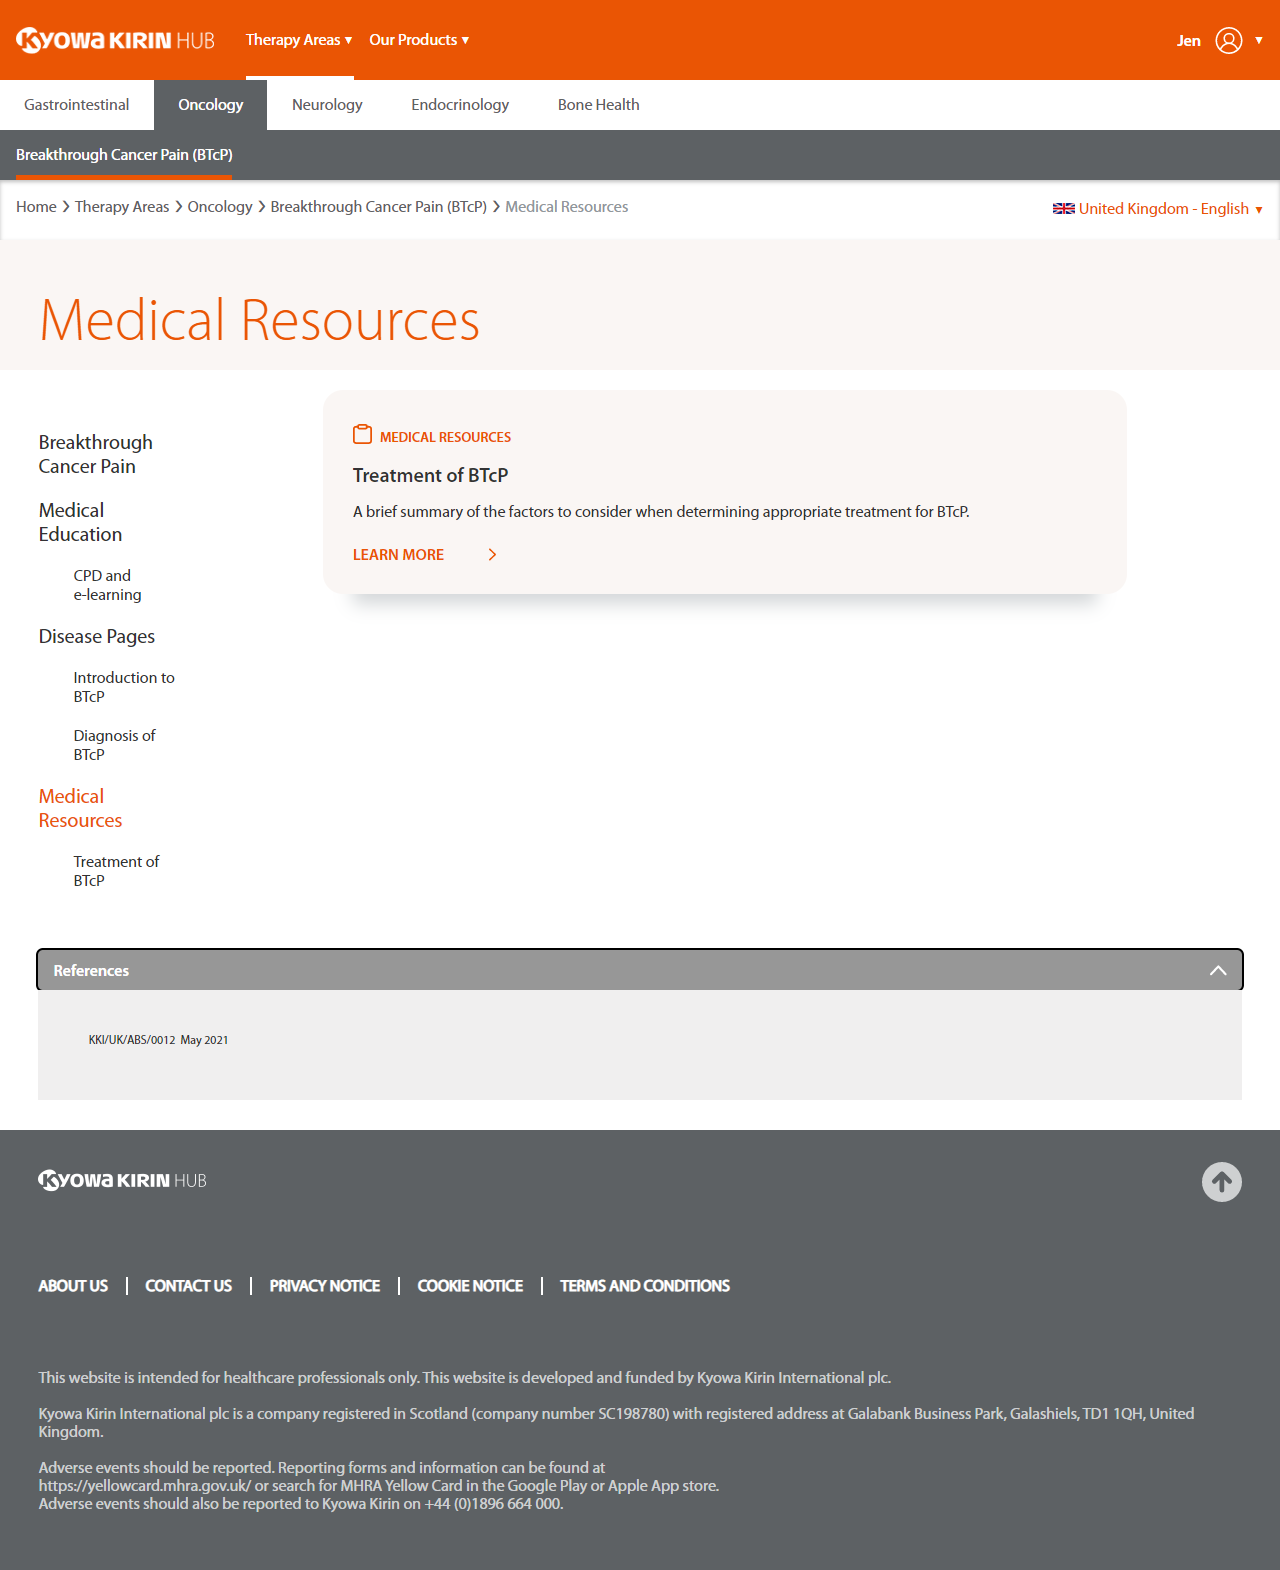 KYOWA KIRIN HUB
Therapy Areas ▾ Our Products ▾
Jen ▾
Gastrointestinal Oncology Neurology Endocrinology Bone Health
Breakthrough Cancer Pain (BTcP)
Home > Therapy Areas > Oncology > Breakthrough Cancer Pain (BTcP) > Medical Resources
United Kingdom - English ▾
Medical Resources
Breakthrough
Cancer Pain
Medical
Education
CPD and
e-learning
Disease Pages
Introduction to
BTcP
Diagnosis of
BTcP
Medical
Resources
Treatment of
BTcP
MEDICAL RESOURCES
Treatment of BTcP
A brief summary of the factors to consider when determining appropriate treatment for BTcP.
LEARN MORE
References
KKI/UK/ABS/0012 May 2021
KYOWA KIRIN HUB
ABOUT US | CONTACT US | PRIVACY NOTICE | COOKIE NOTICE | TERMS AND CONDITIONS
This website is intended for healthcare professionals only. This website is developed and funded by Kyowa Kirin International plc.
Kyowa Kirin International plc is a company registered in Scotland (company number SC198780) with registered address at Galabank Business Park, Galashiels, TD1 1QH, United
Kingdom.
Adverse events should be reported. Reporting forms and information can be found at
https://yellowcard.mhra.gov.uk/ or search for MHRA Yellow Card in the Google Play or Apple App store.
Adverse events should also be reported to Kyowa Kirin on +44 (0)1896 664 000.